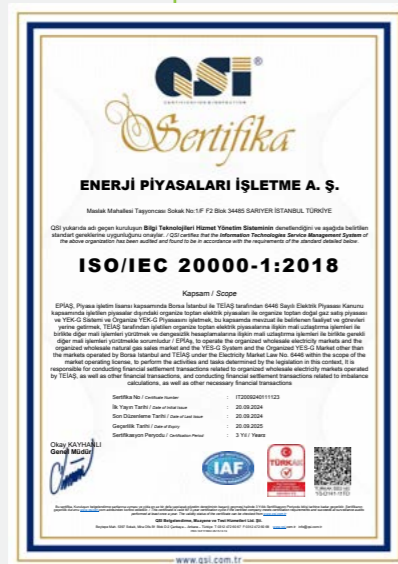 QSI ®
CERTIFICATION & INSPECTION
Sertifika
ENERJİ PİYASALARI İŞLETME A. Ş.
Maslak Mahallesi Taşyoncası Sokak No:1/F F2 Blok 34485 SARIYER İSTANBUL TÜRKİYE
QSI yukarıda adı geçen kuruluşun Bilgi Teknolojileri Hizmet Yönetim Sisteminin denetlendiğini ve aşağıda belirtilen
standart gereklerine uygunluğunu onaylar. / QSI certifies that the Information Technologies Service Management System of
the above organization has been audited and found to be in accordance with the requirements of the standard detailed below.
ISO/IEC 20000-1:2018
Kapsam / Scope
EPİAŞ, Piyasa işletim lisansı kapsamında Borsa İstanbul ile TEİAŞ tarafından 6446 Sayılı Elektrik Piyasası Kanunu
kapsamında işletilen piyasalar dışındaki organize toptan elektrik piyasaları ile organize toptan doğal gaz satış piyasası
ve YEK-G Sistemi ve Organize YEK-G Piyasasını işletmek, bu kapsamda mevzuat ile belirlenen faaliyet ve görevleri
yerine getirmek, TEİAŞ tarafından işletilen organize toptan elektrik piyasalarına ilişkin mali uzlaştırma işlemleri ile
birlikte diğer mali işlemleri yürütmek ve dengesizlik hesaplamalarına ilişkin mali uzlaştırma işlemleri ile birlikte gerekli
diğer mali işlemleri yürütmekle sorumludur / EPİAş, to operate the organized wholesale electricity markets and the
organized wholesale natural gas sales market and the YES-G System and the Organized YES-G Market other than
the markets operated by Borsa Istanbul and TEİAŞ under the Electricity Market Law No. 6446 within the scope of the
market operating license, to perform the activities and tasks determined by the legislation in this context, It is
responsible for conducting financial settlement transactions related to organized wholesale electricity markets operated
by TEİAŞ, as well as other financial transactions, and conducting financial settlement transactions related to imbalance
calculations, as well as other necessary financial transactions
Sertifika No / Certificate Number : IT2009240111123
İlk Yayın Tarihi / Date of Initial Issue : 20.09.2024
Son Düzenleme Tarihi / Date of Last Issue : 20.09.2024
Geçerlilik Tarihi / Date of Expiry : 20.09.2025
Sertifikasyon Peryodu / Certification Period : 3 Yıl / Years
Okay KAYHANLI
Genel Müdür
IAF
TÜRKAK
www.qsi.com.tr